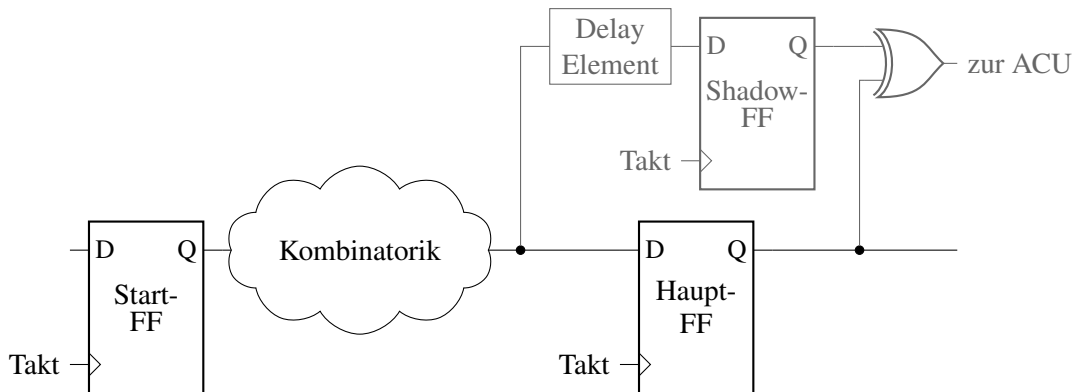 Delay
Element
D
Q
Shadow-
FF
Takt
zur ACU
D
Q
Start-
FF
Takt
Kombinatorik
D
Q
Haupt-
FF
Takt